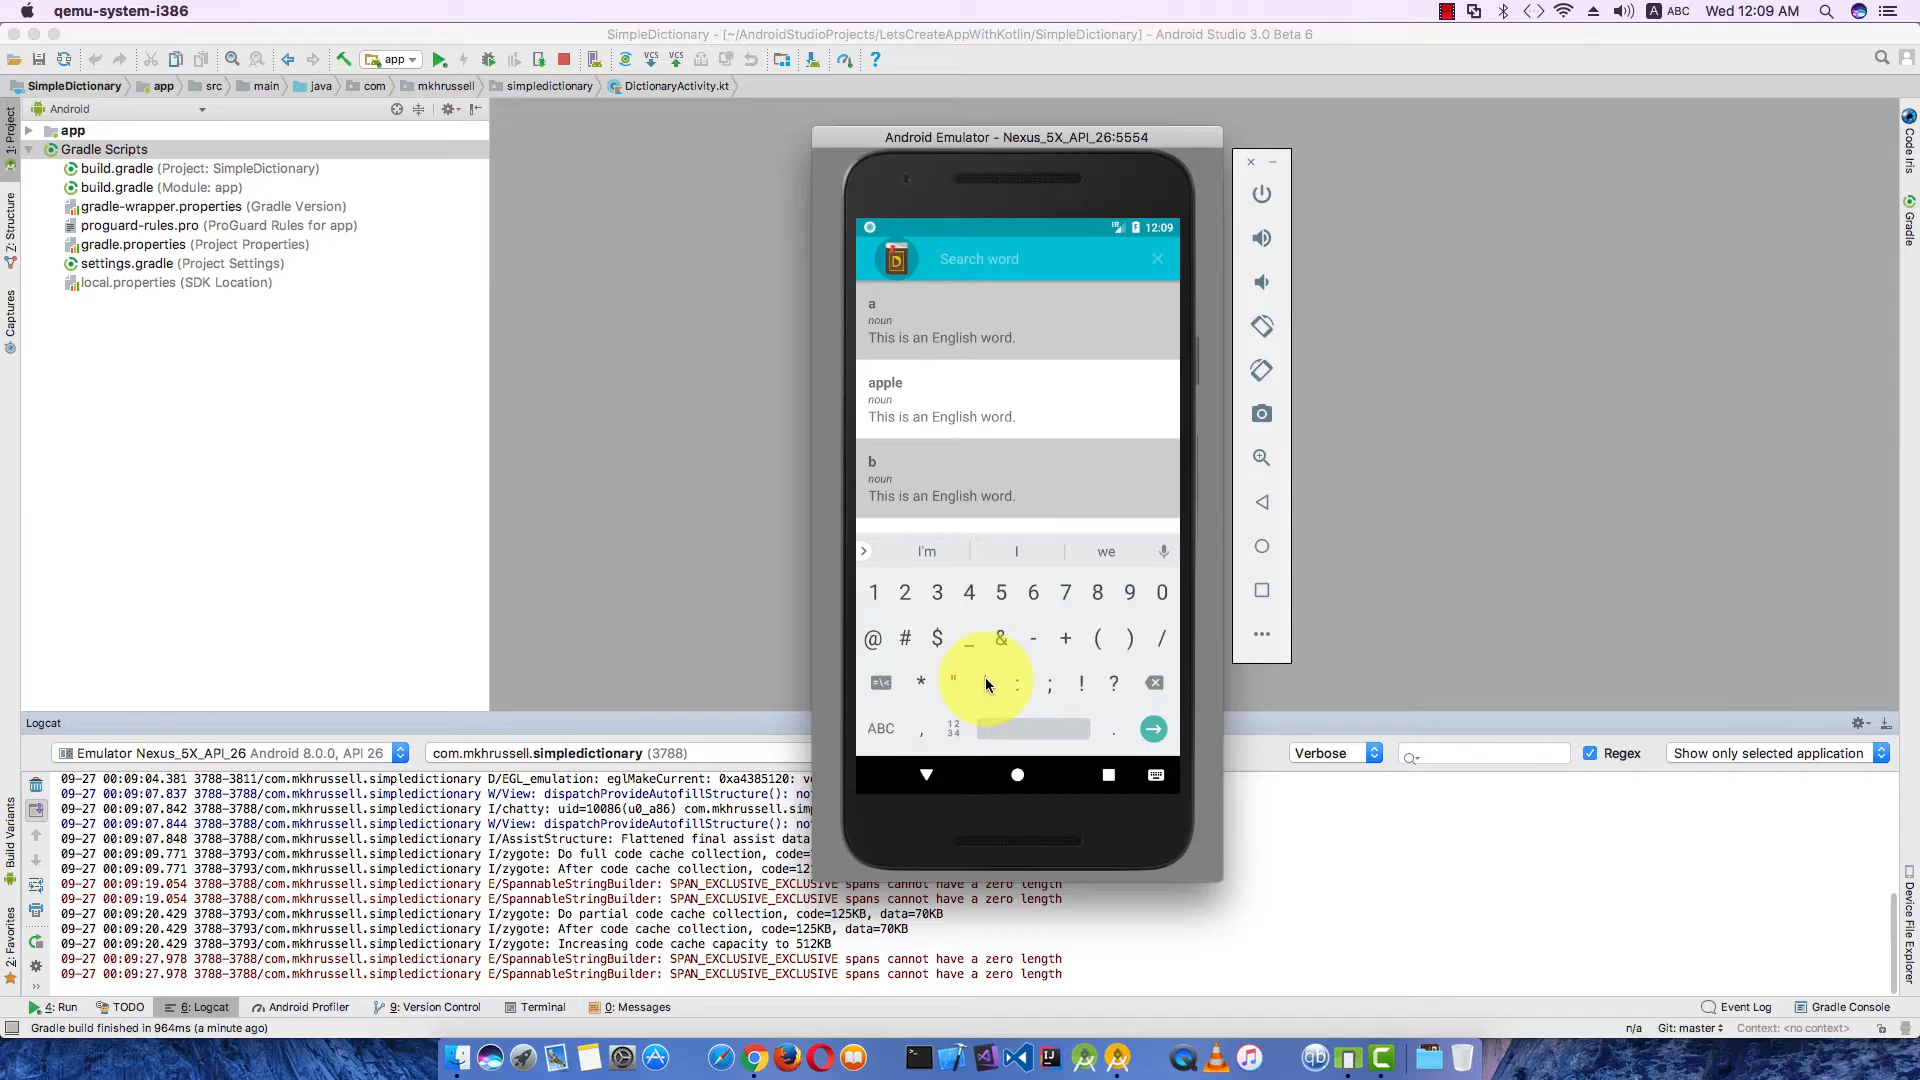 qemu-system-i386
ABC Wed 12:09 AM
SimpleDictionary - [~/AndroidStudioProjects/LetsCreateAppWithKotlin/SimpleDictionary] - Android Studio 3.0 Beta 6
app
SimpleDictionary app src main java com mkhrussell simpledictionary DictionaryActivity.kt
Android
app
Gradle Scripts
build.gradle (Project: SimpleDictionary)
build.gradle (Module: app)
gradle-wrapper.properties (Gradle Version)
proguard-rules.pro (ProGuard Rules for app)
gradle.properties (Project Properties)
settings.gradle (Project Settings)
local.properties (SDK Location)
1: Project
Z: Structure
Captures
Build Variants
2: Favorites
Code Iris
Gradle
Device File Explorer
Android Emulator - Nexus_5X_API_26:5554
12:09
Search word
a
noun
This is an English word.
apple
noun
This is an English word.
b
noun
This is an English word.
I'm I we
1 2 3 4 5 6 7 8 9 0
@ # $ _ & - + ( ) /
=\< * " ' : ; ! ?
ABC , 12 34 .
Logcat
Emulator Nexus_5X_API_26 Android 8.0.0, API 26 com.mkhrussell.simpledictionary (3788) Verbose Regex Show only selected application
09-27 00:09:04.381 3788-3811/com.mkhrussell.simpledictionary D/EGL_emulation: eglMakeCurrent: 0xa4385120:
09-27 00:09:07.837 3788-3788/com.mkhrussell.simpledictionary W/View: dispatchProvideAutofillStructure():
09-27 00:09:07.842 3788-3788/com.mkhrussell.simpledictionary I/chatty: uid=10086(u0_a86)
09-27 00:09:07.844 3788-3788/com.mkhrussell.simpledictionary W/View: dispatchProvideAutofillStructure():
09-27 00:09:07.848 3788-3788/com.mkhrussell.simpledictionary I/AssistStructure: Flattened final assist data
09-27 00:09:09.771 3788-3793/com.mkhrussell.simpledictionary I/zygote: Do full code cache collection,
09-27 00:09:09.771 3788-3793/com.mkhrussell.simpledictionary I/zygote: After code cache collection,
09-27 00:09:19.054 3788-3788/com.mkhrussell.simpledictionary E/SpannableStringBuilder: SPAN_EXCLUSIVE_EXCLUSIVE spans cannot have a zero length
09-27 00:09:19.054 3788-3788/com.mkhrussell.simpledictionary E/SpannableStringBuilder: SPAN_EXCLUSIVE_EXCLUSIVE spans cannot have a zero length
09-27 00:09:20.429 3788-3793/com.mkhrussell.simpledictionary I/zygote: Do partial code cache collection, code=125KB, data=70KB
09-27 00:09:20.429 3788-3793/com.mkhrussell.simpledictionary I/zygote: After code cache collection, code=125KB, data=70KB
09-27 00:09:20.429 3788-3793/com.mkhrussell.simpledictionary I/zygote: Increasing code cache capacity to 512KB
09-27 00:09:27.978 3788-3788/com.mkhrussell.simpledictionary E/SpannableStringBuilder: SPAN_EXCLUSIVE_EXCLUSIVE spans cannot have a zero length
09-27 00:09:27.978 3788-3788/com.mkhrussell.simpledictionary E/SpannableStringBuilder: SPAN_EXCLUSIVE_EXCLUSIVE spans cannot have a zero length
4: Run TODO 6: Logcat Android Profiler 9: Version Control Terminal 0: Messages Event Log Gradle Console
Gradle build finished in 964ms (a minute ago) n/a Git: master Context: <no context>